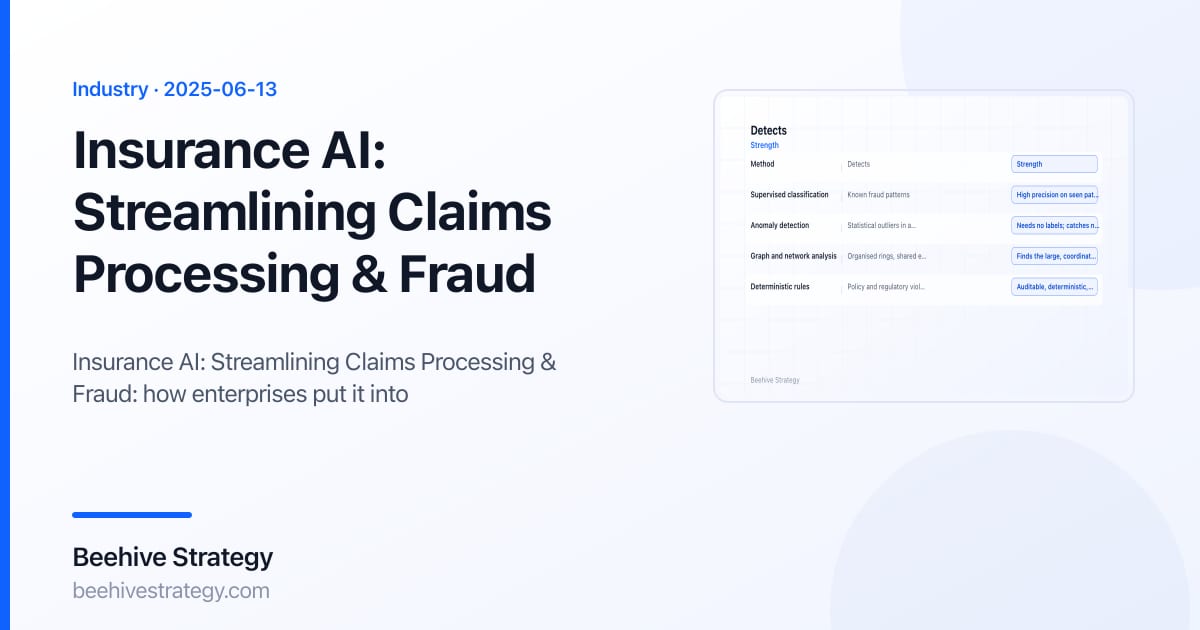 Industry · 2025-06-13
Insurance AI:
Streamlining Claims
Processing & Fraud
Insurance AI: Streamlining Claims Processing &
Fraud: how enterprises put it into
Beehive Strategy
beehivestrategy.com
Detects
Strength
Method Detects Strength
Supervised classification Known fraud patterns High precision on seen pat...
Anomaly detection Statistical outliers in a... Needs no labels; catches n...
Graph and network analysis Organised rings, shared e... Finds the large, coordinat...
Deterministic rules Policy and regulatory viol... Auditable, deterministic,...
Beehive Strategy